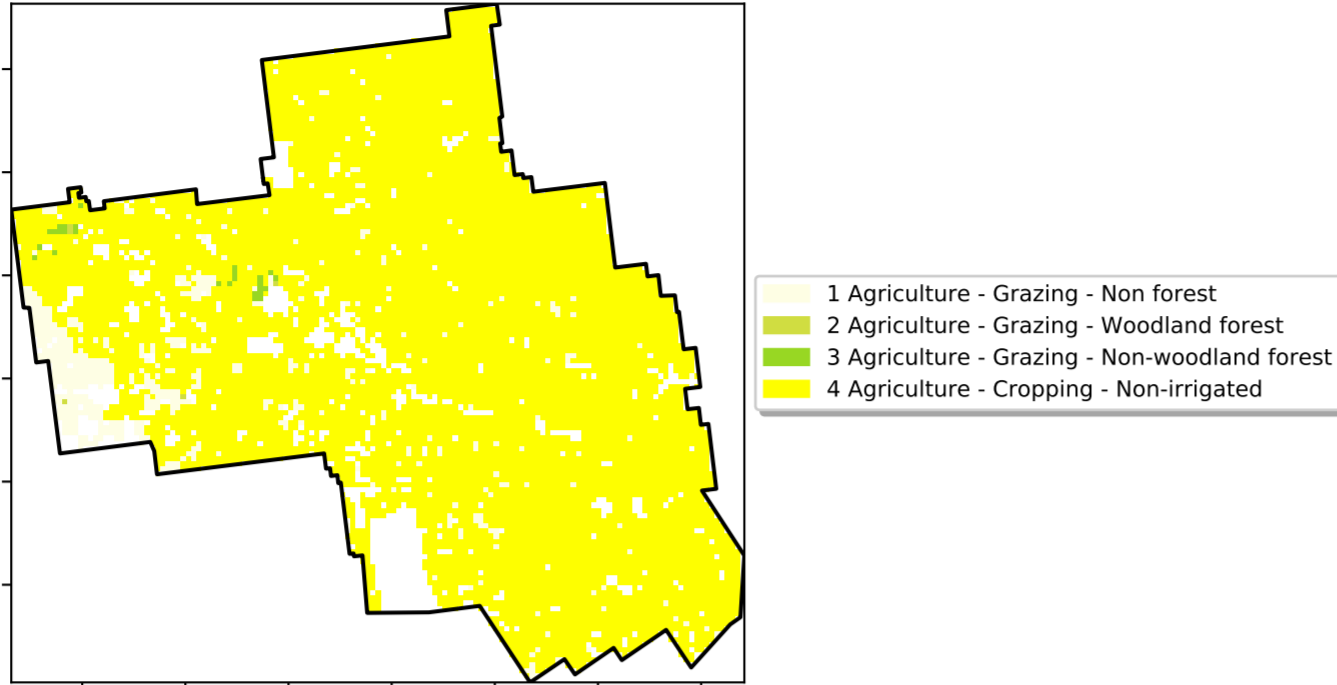 1 Agriculture - Grazing - Non forest
2 Agriculture - Grazing - Woodland forest
3 Agriculture - Grazing - Non-woodland forest
4 Agriculture - Cropping - Non-irrigated